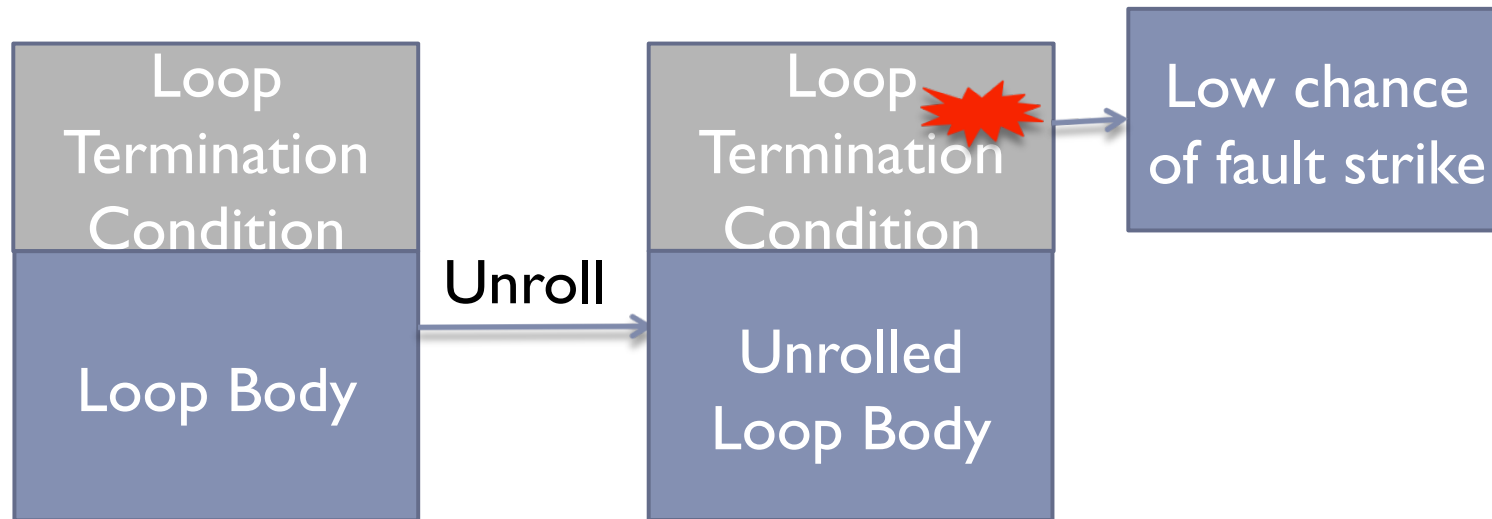 Loop
Termination
Condition
Loop Body
Unroll
Loop
Termination
Condition
Unrolled
Loop Body
Low chance
of fault strike